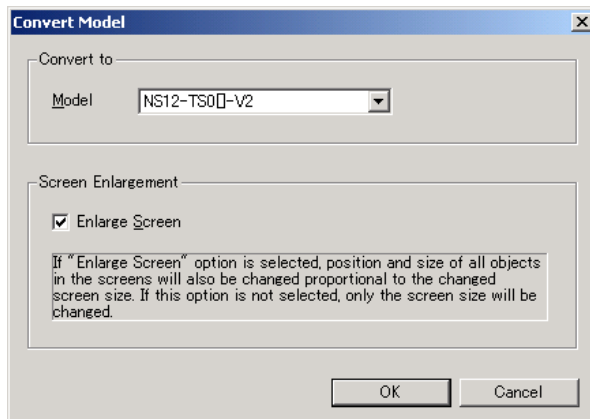 Convert Model
Convert to
Model
NS12-TS0▯-V2
Screen Enlargement
Enlarge Screen
If "Enlarge Screen" option is selected, position and size of all objects
in the screens will also be changed proportional to the changed
screen size. If this option is not selected, only the screen size will be
changed.
OK
Cancel